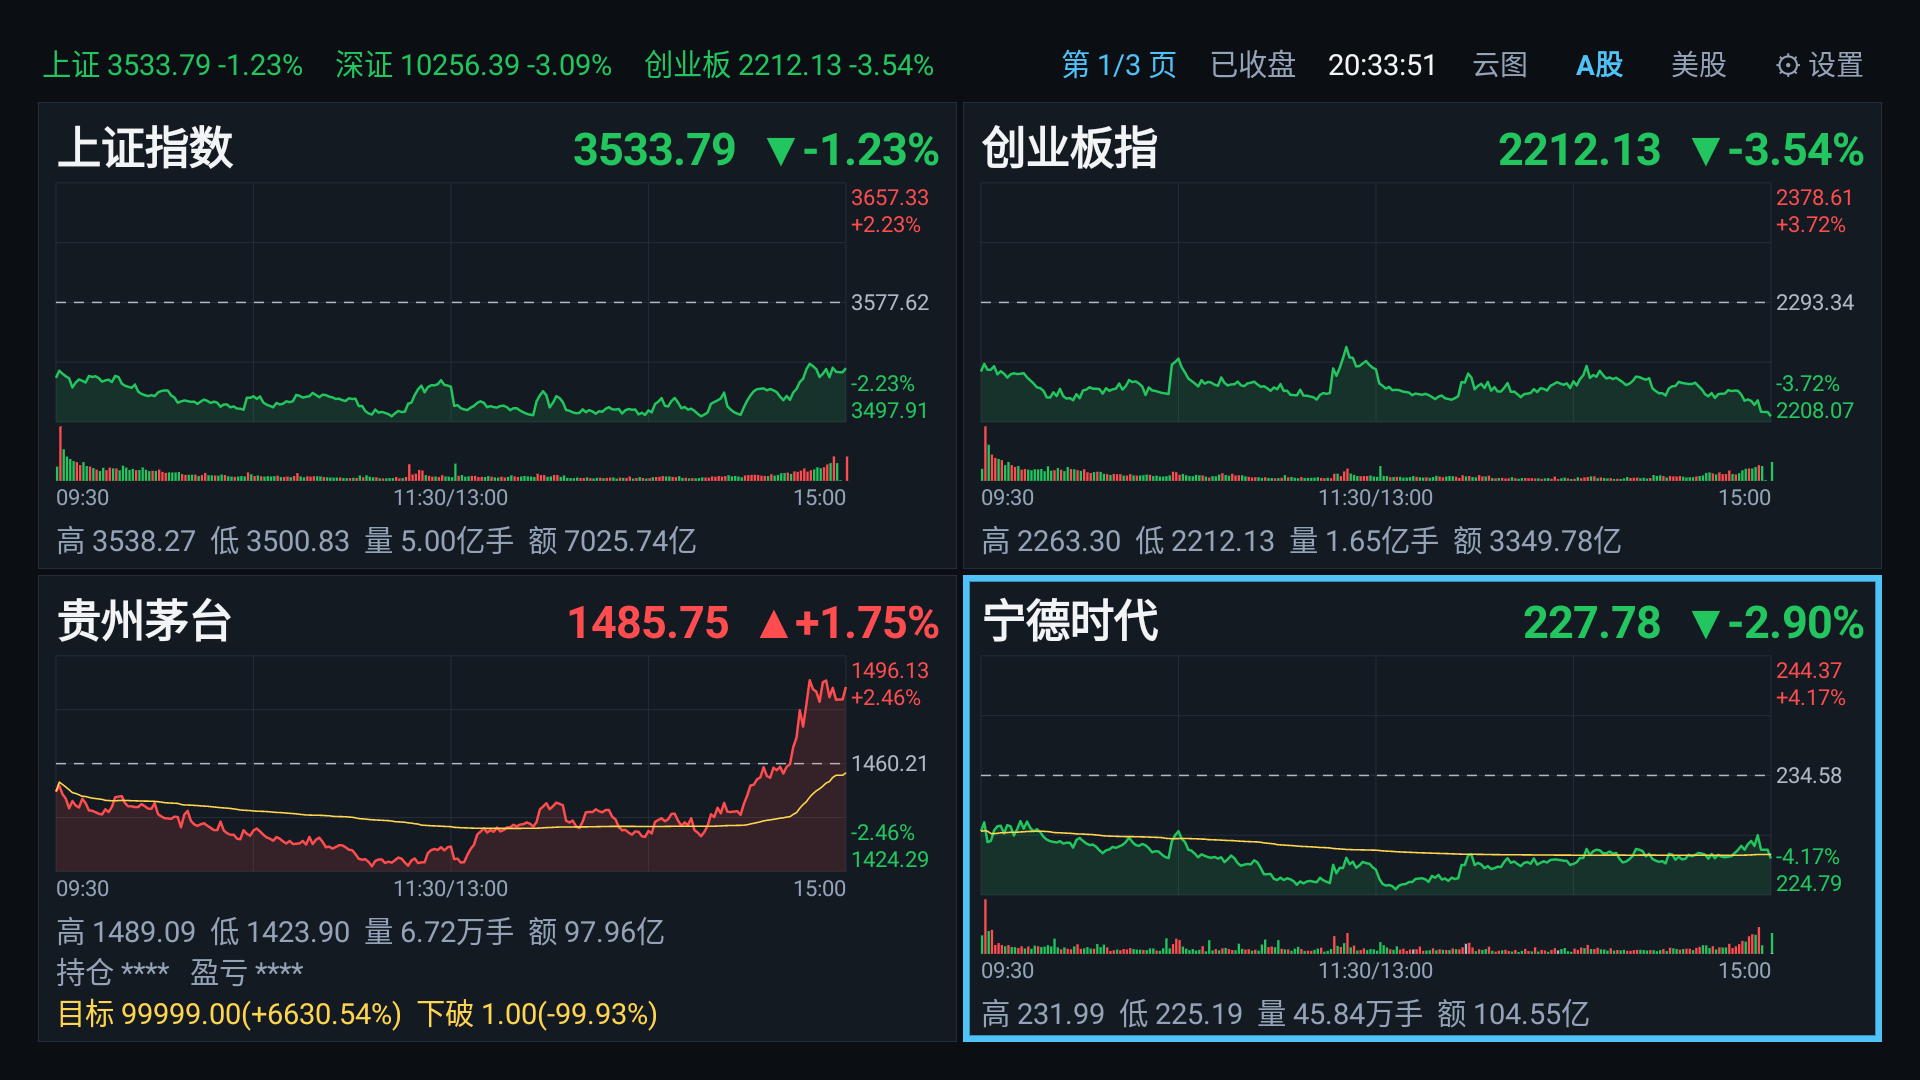 上证 3533.79 -1.23% 深证 10256.39 -3.09% 创业板 2212.13 -3.54% 第 1/3 页 已收盘 20:33:51 云图 A股 美股 设置
上证指数 3533.79 ▼-1.23%
3657.33
+2.23%
3577.62
-2.23%
3497.91
09:30 11:30/13:00 15:00
高 3538.27 低 3500.83 量 5.00亿手 额 7025.74亿
创业板指 2212.13 ▼-3.54%
2378.61
+3.72%
2293.34
-3.72%
2208.07
09:30 11:30/13:00 15:00
高 2263.30 低 2212.13 量 1.65亿手 额 3349.78亿
贵州茅台 1485.75 ▲+1.75%
1496.13
+2.46%
1460.21
-2.46%
1424.29
09:30 11:30/13:00 15:00
高 1489.09 低 1423.90 量 6.72万手 额 97.96亿
持仓 **** 盈亏 ****
目标 99999.00(+6630.54%) 下破 1.00(-99.93%)
宁德时代 227.78 ▼-2.90%
244.37
+4.17%
234.58
-4.17%
224.79
09:30 11:30/13:00 15:00
高 231.99 低 225.19 量 45.84万手 额 104.55亿